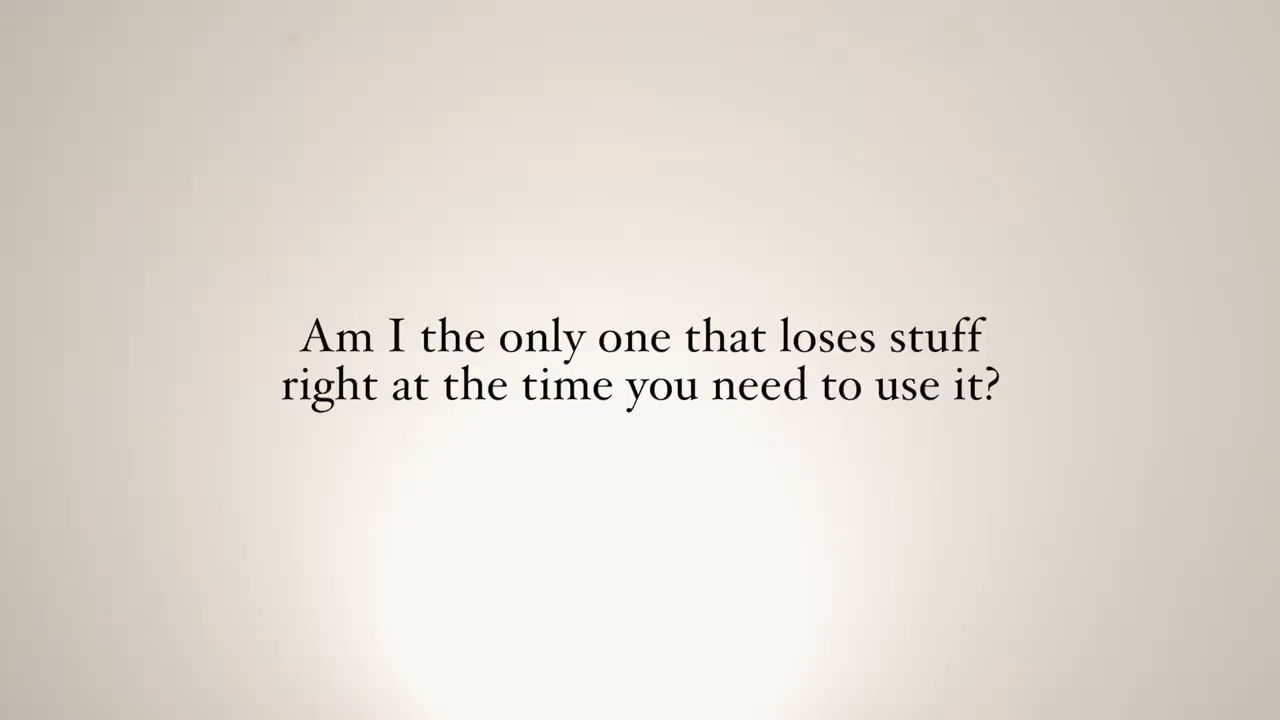 Am I the only one that loses stuff
right at the time you need to use it?